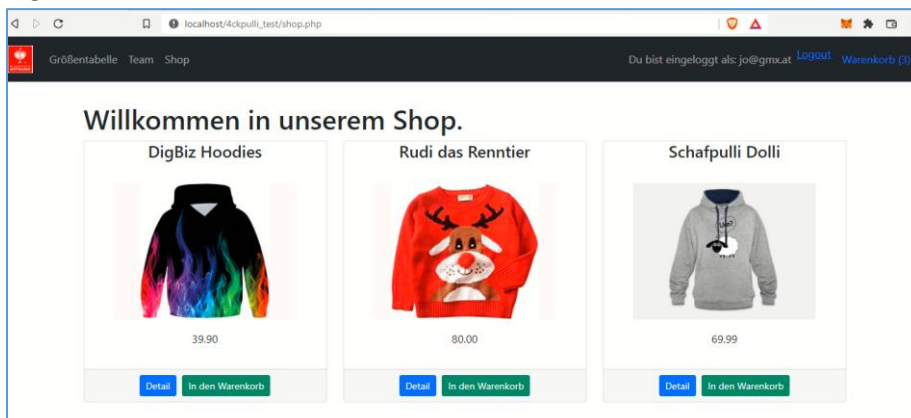 localhost/4ckpulli_test/shop.php
Größentabelle Team Shop
Du bist eingeloggt als: jo@gmx.at Logout Warenkorb (3)
Willkommen in unserem Shop.
DigBiz Hoodies
39.90
Detail In den Warenkorb
Rudi das Renntier
80.00
Detail In den Warenkorb
Schafpulli Dolli
69.99
Detail In den Warenkorb